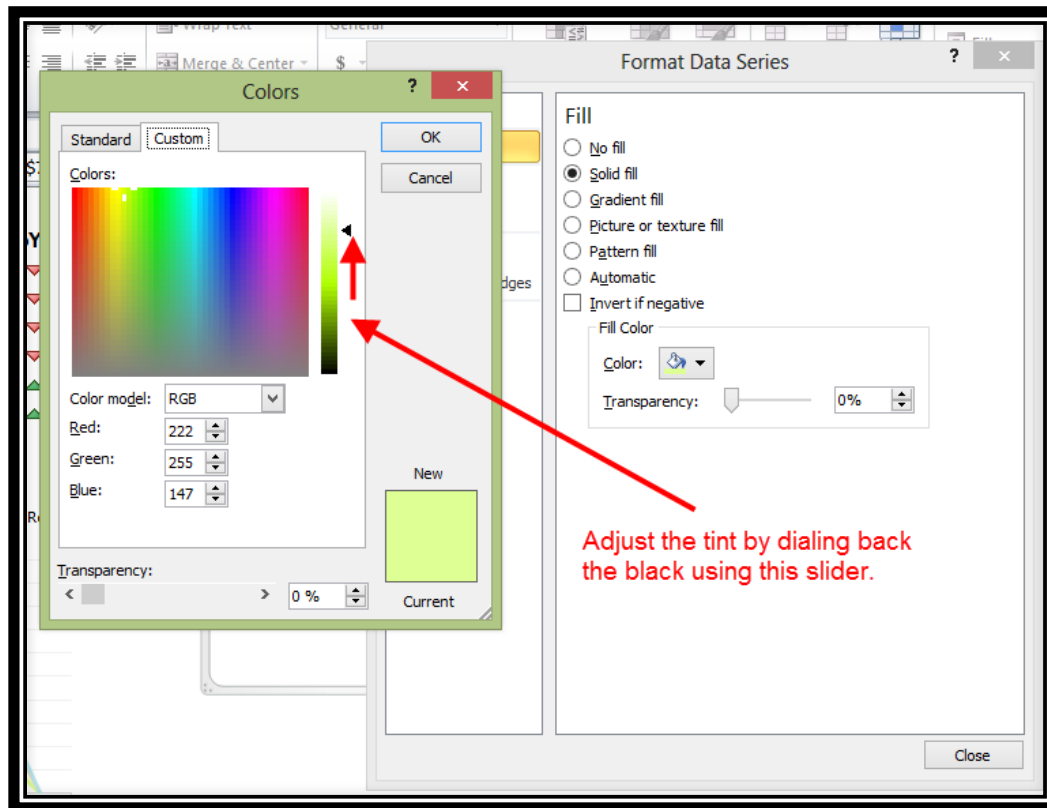 Wrap Text
General
Merge & Center
$
Format Data Series
?
Colors
?
Standard
Custom
OK
Cancel
Colors:
Color model:
RGB
Red:
222
Green:
255
Blue:
147
New
Current
Transparency:
0 %
Fill
No fill
Solid fill
Gradient fill
Picture or texture fill
Pattern fill
Automatic
Invert if negative
Fill Color
Color:
Transparency:
0%
Adjust the tint by dialing back
the black using this slider.
Close